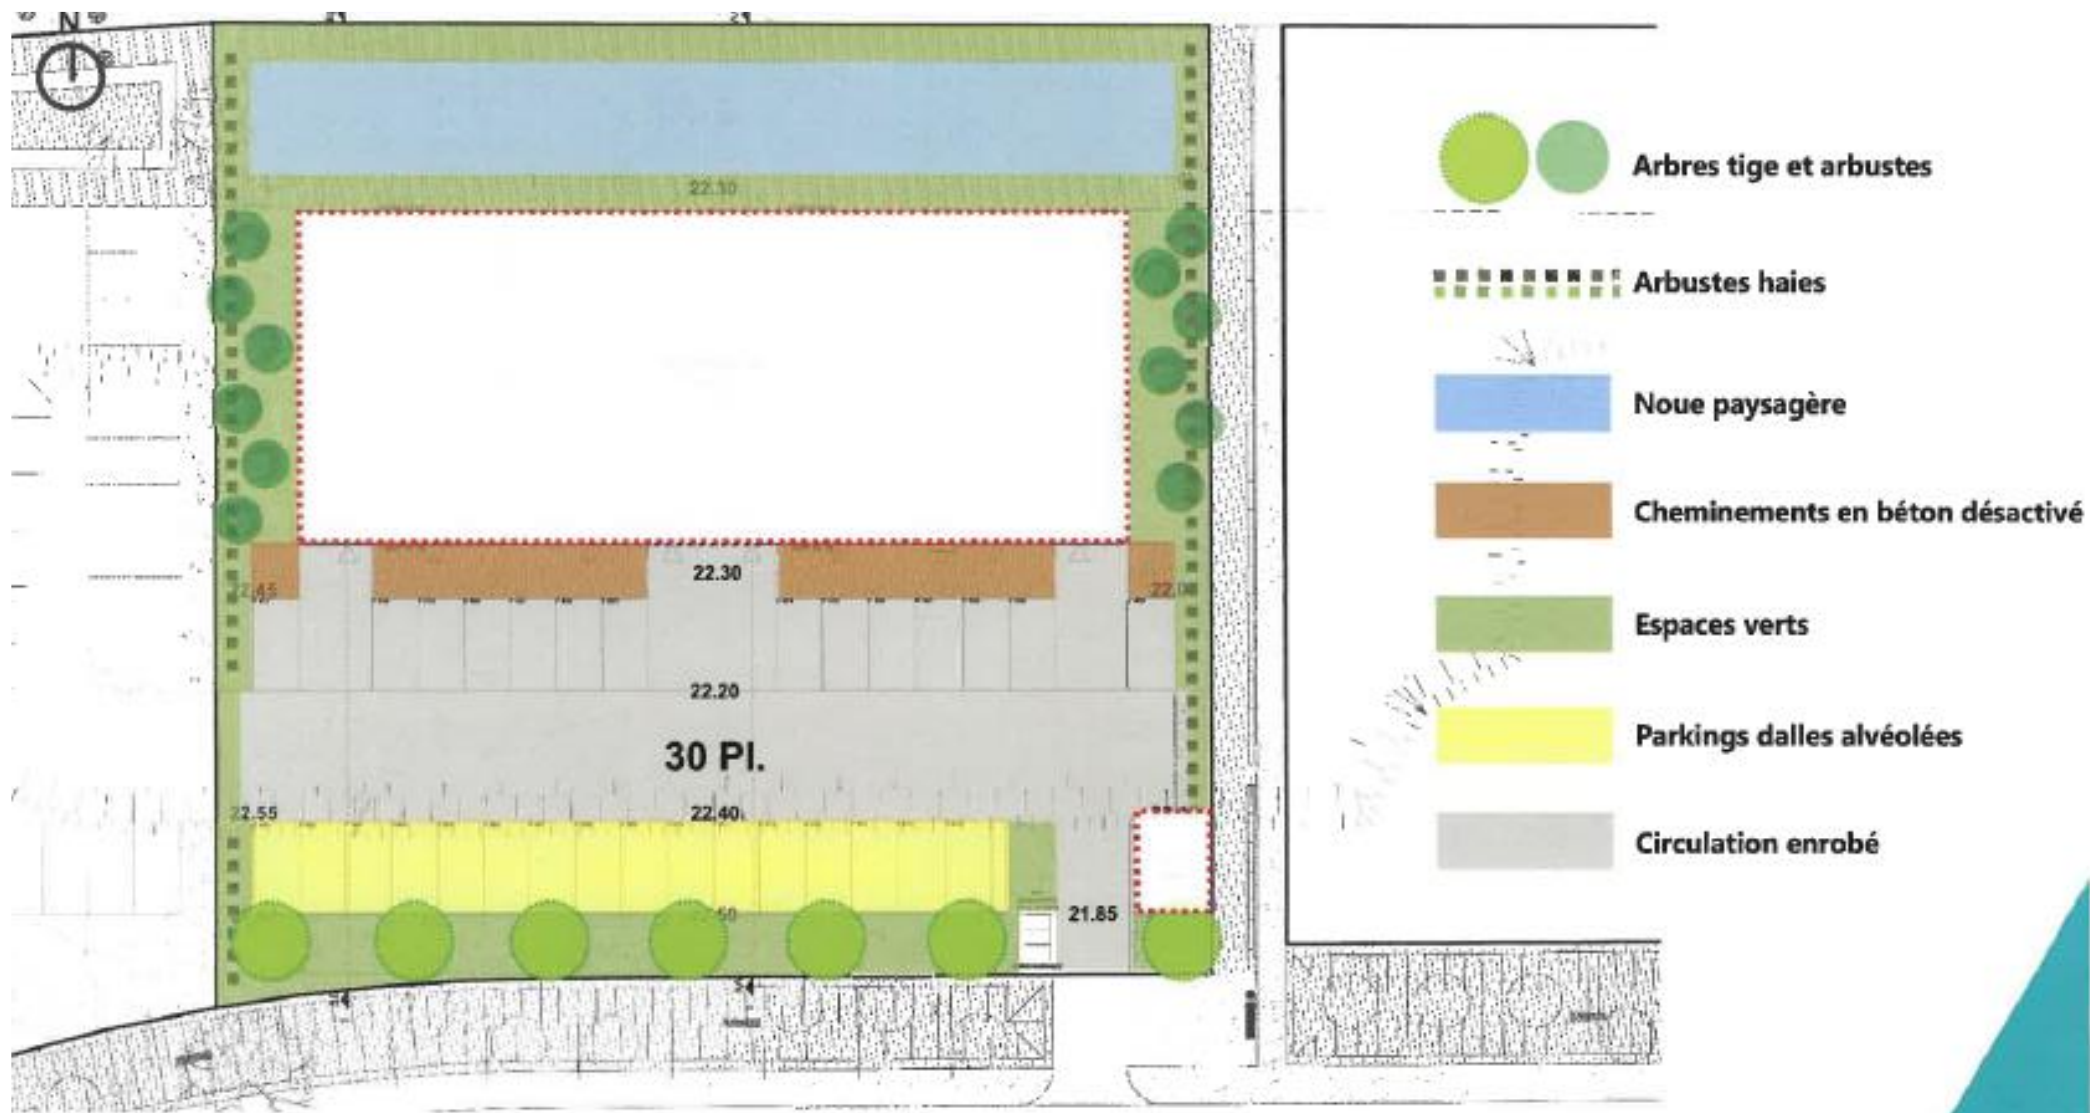 N
22.30
22.30
22.20
30 Pl.
22.55
22.40
21.85
Arbres tige et arbustes
Arbustes haies
Noue paysagère
Cheminements en béton désactivé
Espaces verts
Parkings dalles alvéolées
Circulation enrobé